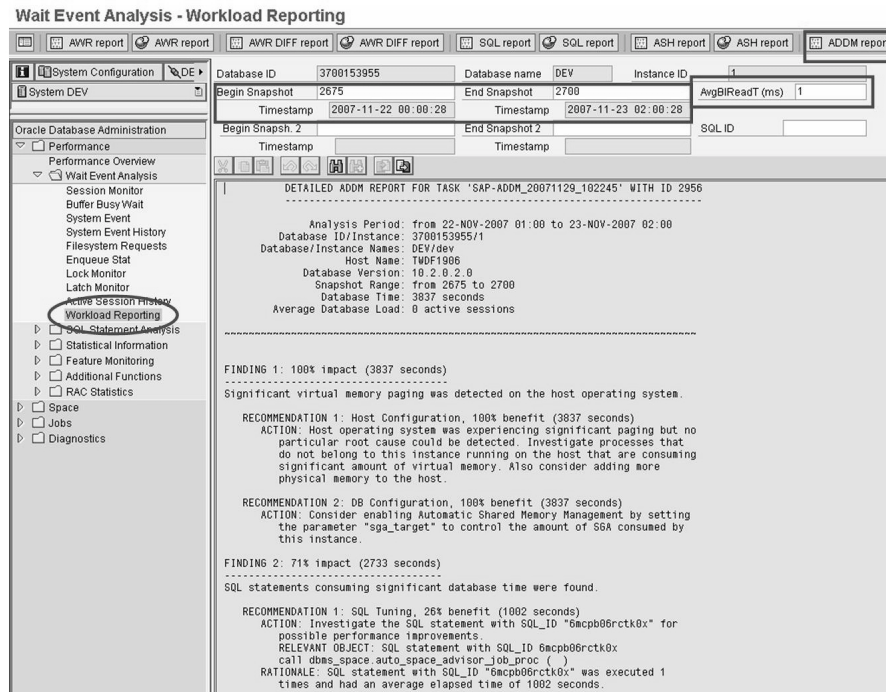 Wait Event Analysis - Workload Reporting
AWR report AWR report AWR DIFF report AWR DIFF report SQL report SQL report ASH report ASH report ADDM repor
System Configuration DE
System DEV
Oracle Database Administration
Performance
Performance Overview
Wait Event Analysis
Session Monitor
Buffer Busy Wait
System Event
System Event History
Filesystem Requests
Enqueue Stat
Lock Monitor
Latch Monitor
Active Session History
Workload Reporting
SQL Statement Analysis
Statistical Information
Feature Monitoring
Additional Functions
RAC Statistics
Space
Jobs
Diagnostics
Database ID 3700153955 Database name DEV Instance ID 1
Begin Snapshot 2675 End Snapshot 2700 AvgBlReadT (ms) 1
Timestamp 2007-11-22 00:00:28 Timestamp 2007-11-23 02:00:28
Begin Snapsh. 2 End Snapshot 2 SQL ID
Timestamp Timestamp
DETAILED ADDM REPORT FOR TASK 'SAP-ADDM_20071129_102245' WITH ID 2956
----------------------------------------------------------------------
Analysis Period: from 22-NOV-2007 01:00 to 23-NOV-2007 02:00
Database ID/Instance: 3700153955/1
Database/Instance Names: DEV/dev
Host Name: TWDF1906
Database Version: 10.2.0.2.0
Snapshot Range: from 2675 to 2700
Database Time: 3837 seconds
Average Database Load: 0 active sessions
~~~~~~~~~~~~~~~~~~~~~~~~~~~~~~~~~~~~~~~~~~~~~~~~~~~~~~~~~~~~~~~~~~~~~~~~~~~~~~
FINDING 1: 100% impact (3837 seconds)
-------------------------------------
Significant virtual memory paging was detected on the host operating system.
RECOMMENDATION 1: Host Configuration, 100% benefit (3837 seconds)
ACTION: Host operating system was experiencing significant paging but no
particular root cause could be detected. Investigate processes that
do not belong to this instance running on the host that are consuming
significant amount of virtual memory. Also consider adding more
physical memory to the host.
RECOMMENDATION 2: DB Configuration, 100% benefit (3837 seconds)
ACTION: Consider enabling Automatic Shared Memory Management by setting
the parameter "sga_target" to control the amount of SGA consumed by
this instance.
FINDING 2: 71% impact (2733 seconds)
------------------------------------
SQL statements consuming significant database time were found.
RECOMMENDATION 1: SQL Tuning, 26% benefit (1002 seconds)
ACTION: Investigate the SQL statement with SQL_ID "6mcpb06rctk0x" for
possible performance improvements.
RELEVANT OBJECT: SQL statement with SQL_ID 6mcpb06rctk0x
call dbms_space.auto_space_advisor_job_proc ( )
RATIONALE: SQL statement with SQL_ID "6mcpb06rctk0x" was executed 1
times and had an average elapsed time of 1002 seconds.